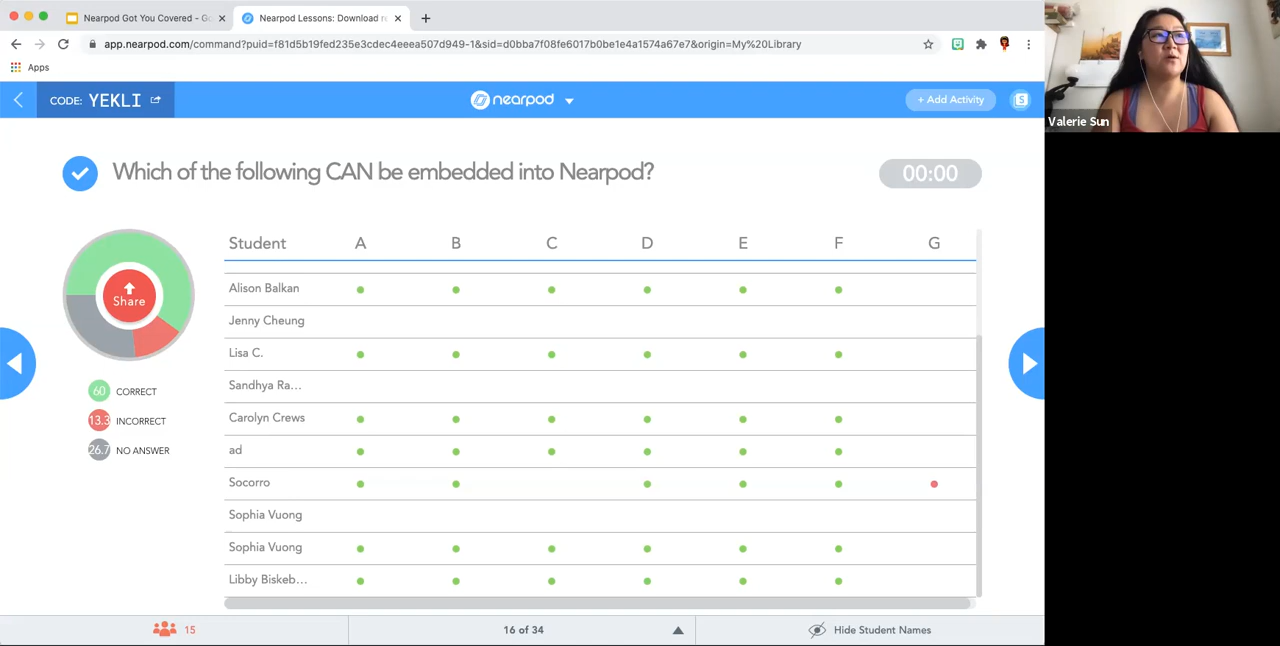 Nearpod Got You Covered - Go
Nearpod Lessons: Download re
app.nearpod.com/command?puid=f81d5b19fed235e3cdec4eeea507d949-1&sid=d0bba7f08fe6017b0be1e4a1574a67e7&origin=My%20Library
Apps
CODE: YEKLI
nearpod
+ Add Activity
S
Valerie Sun
Which of the following CAN be embedded into Nearpod?
00:00
Student A B C D E F G
Alison Balkan
Jenny Cheung
Lisa C.
Sandhya Ra...
Carolyn Crews
ad
Socorro
Sophia Vuong
Sophia Vuong
Libby Biskeb...
Share
60 CORRECT
13.3 INCORRECT
26.7 NO ANSWER
15
16 of 34
Hide Student Names